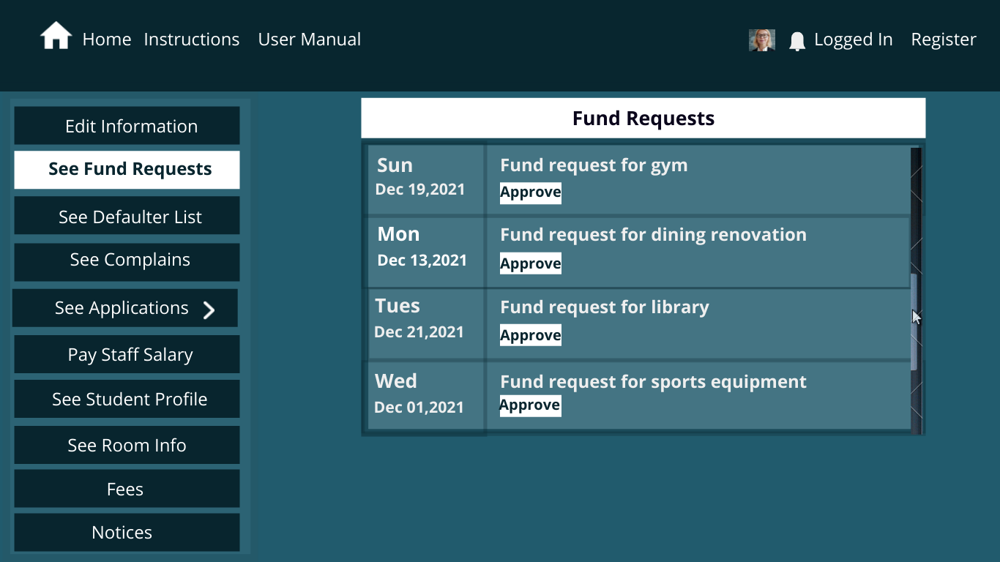 Home Instructions User Manual Logged In Register
Edit Information
See Fund Requests
See Defaulter List
See Complains
See Applications
Pay Staff Salary
See Student Profile
See Room Info
Fees
Notices
Fund Requests
Sun
Dec 19,2021
Fund request for gym
Approve
Mon
Dec 13,2021
Fund request for dining renovation
Approve
Tues
Dec 21,2021
Fund request for library
Approve
Wed
Dec 01,2021
Fund request for sports equipment
Approve